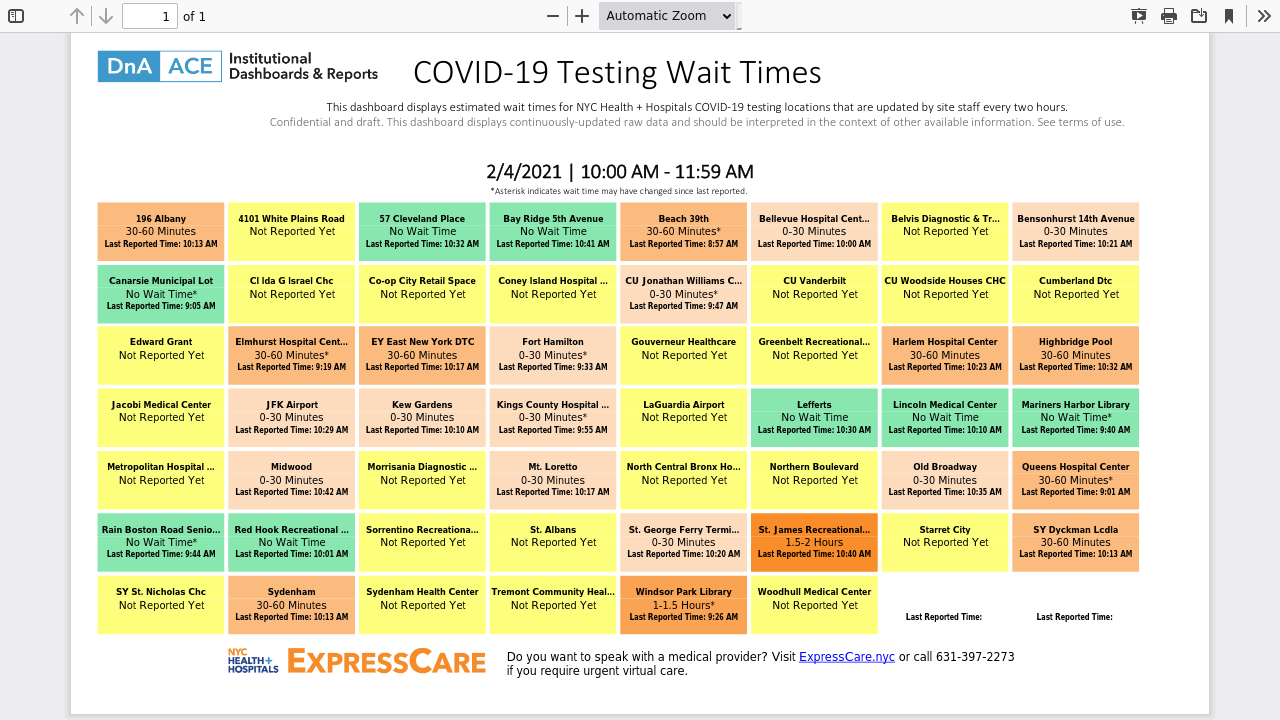 1 of 1
Automatic Zoom
DnA ACE Institutional
Dashboards & Reports
COVID-19 Testing Wait Times
This dashboard displays estimated wait times for NYC Health + Hospitals COVID-19 testing locations that are updated by site staff every two hours.
Confidential and draft. This dashboard displays continuously-updated raw data and should be interpreted in the context of other available information. See terms of use.
2/4/2021 | 10:00 AM - 11:59 AM
*Asterisk indicates wait time may have changed since last reported.
196 Albany
30-60 Minutes
Last Reported Time: 10:13 AM
4101 White Plains Road
Not Reported Yet
57 Cleveland Place
No Wait Time
Last Reported Time: 10:32 AM
Bay Ridge 5th Avenue
No Wait Time
Last Reported Time: 10:41 AM
Beach 39th
30-60 Minutes*
Last Reported Time: 8:57 AM
Bellevue Hospital Cent...
0-30 Minutes
Last Reported Time: 10:00 AM
Belvis Diagnostic & Tr...
Not Reported Yet
Bensonhurst 14th Avenue
0-30 Minutes
Last Reported Time: 10:21 AM
Canarsie Municipal Lot
No Wait Time*
Last Reported Time: 9:05 AM
Cl Ida G Israel Chc
Not Reported Yet
Co-op City Retail Space
Not Reported Yet
Coney Island Hospital ...
Not Reported Yet
CU Jonathan Williams C...
0-30 Minutes*
Last Reported Time: 9:47 AM
CU Vanderbilt
Not Reported Yet
CU Woodside Houses CHC
Not Reported Yet
Cumberland Dtc
Not Reported Yet
Edward Grant
Not Reported Yet
Elmhurst Hospital Cent...
30-60 Minutes*
Last Reported Time: 9:19 AM
EY East New York DTC
30-60 Minutes
Last Reported Time: 10:17 AM
Fort Hamilton
0-30 Minutes*
Last Reported Time: 9:33 AM
Gouverneur Healthcare
Not Reported Yet
Greenbelt Recreational...
Not Reported Yet
Harlem Hospital Center
30-60 Minutes
Last Reported Time: 10:23 AM
Highbridge Pool
30-60 Minutes
Last Reported Time: 10:32 AM
Jacobi Medical Center
Not Reported Yet
JFK Airport
0-30 Minutes
Last Reported Time: 10:29 AM
Kew Gardens
0-30 Minutes
Last Reported Time: 10:10 AM
Kings County Hospital ...
0-30 Minutes*
Last Reported Time: 9:55 AM
LaGuardia Airport
Not Reported Yet
Lefferts
No Wait Time
Last Reported Time: 10:30 AM
Lincoln Medical Center
No Wait Time
Last Reported Time: 10:10 AM
Mariners Harbor Library
No Wait Time*
Last Reported Time: 9:40 AM
Metropolitan Hospital ...
Not Reported Yet
Midwood
0-30 Minutes
Last Reported Time: 10:42 AM
Morrisania Diagnostic ...
Not Reported Yet
Mt. Loretto
0-30 Minutes
Last Reported Time: 10:17 AM
North Central Bronx Ho...
Not Reported Yet
Northern Boulevard
Not Reported Yet
Old Broadway
0-30 Minutes
Last Reported Time: 10:35 AM
Queens Hospital Center
30-60 Minutes*
Last Reported Time: 9:01 AM
Rain Boston Road Senio...
No Wait Time*
Last Reported Time: 9:44 AM
Red Hook Recreational ...
No Wait Time
Last Reported Time: 10:01 AM
Sorrentino Recreationa...
Not Reported Yet
St. Albans
Not Reported Yet
St. George Ferry Termi...
0-30 Minutes
Last Reported Time: 10:20 AM
St. James Recreational...
1.5-2 Hours
Last Reported Time: 10:40 AM
Starret City
Not Reported Yet
SY Dyckman Lcdla
30-60 Minutes
Last Reported Time: 10:13 AM
SY St. Nicholas Chc
Not Reported Yet
Sydenham
30-60 Minutes
Last Reported Time: 10:13 AM
Sydenham Health Center
Not Reported Yet
Tremont Community Heal...
Not Reported Yet
Windsor Park Library
1-1.5 Hours*
Last Reported Time: 9:26 AM
Woodhull Medical Center
Not Reported Yet
Last Reported Time:
Last Reported Time:
NYC
HEALTH+
HOSPITALS
EXPRESSCARE
Do you want to speak with a medical provider? Visit ExpressCare.nyc or call 631-397-2273
if you require urgent virtual care.